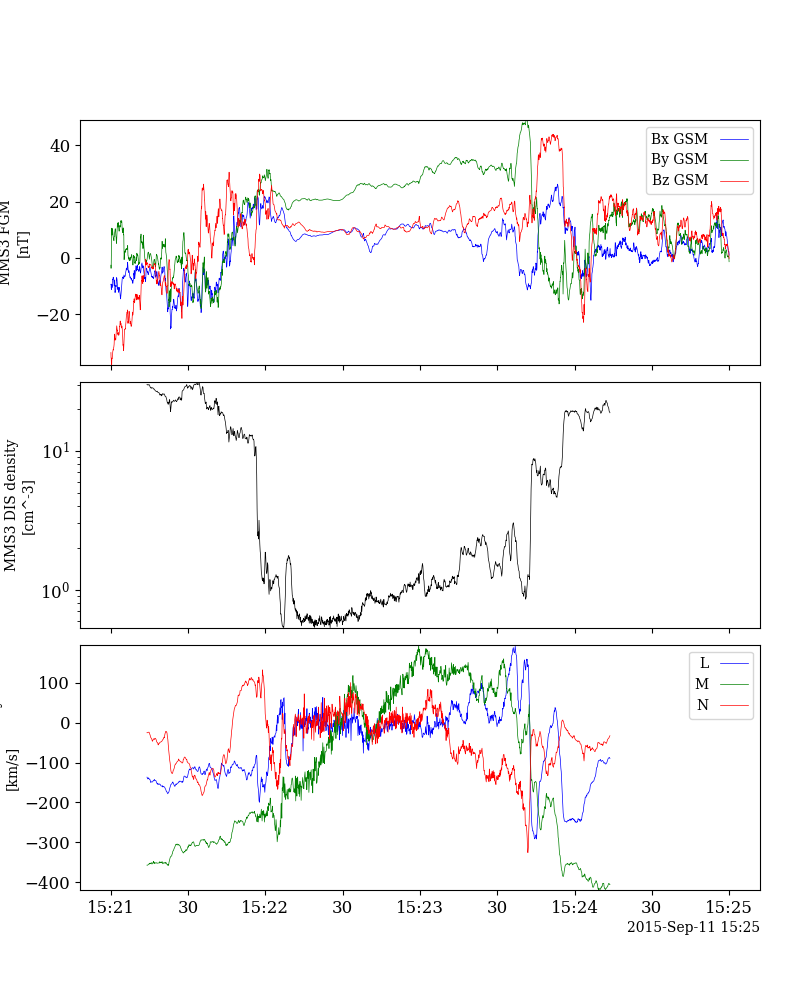 40
20
0
−20
MMS3 FGM
[nT]
Bx GSM
By GSM
Bz GSM
10^1
10^0
MMS3 DIS density
[cm^-3]
100
0
−100
−200
−300
−400
[km/s]
L
M
N
15:21 30 15:22 30 15:23 30 15:24 30 15:25
2015-Sep-11 15:25